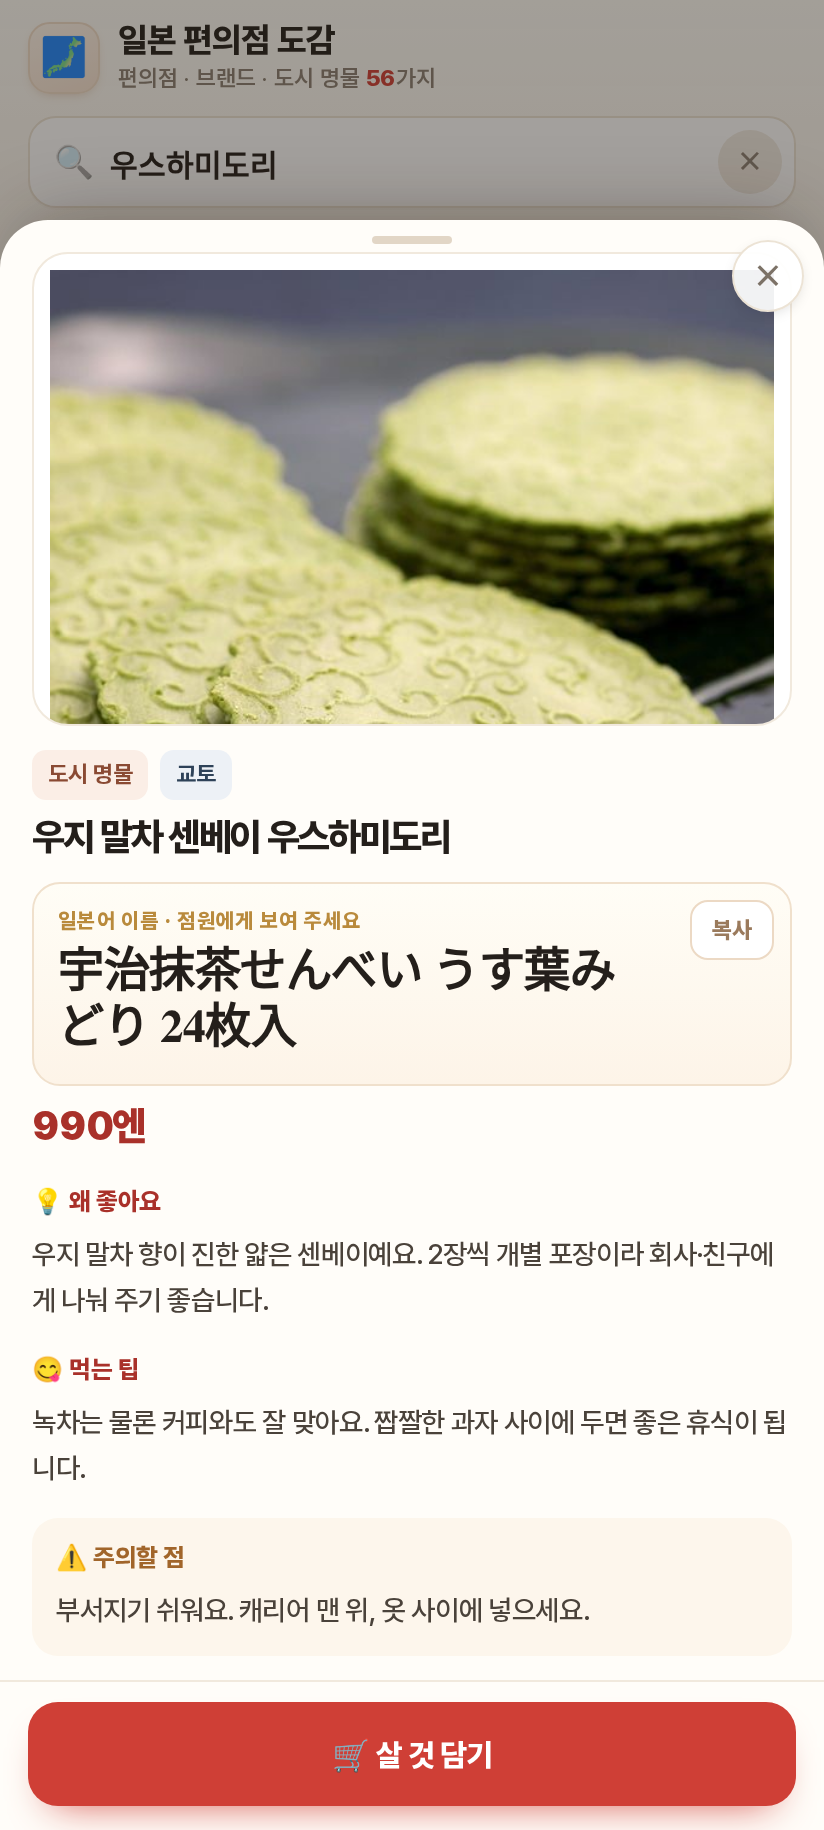 일본 편의점 도감
편의점 · 브랜드 · 도시 명물 56가지
우스하미도리
도시 명물
교토
우지 말차 센베이 우스하미도리
일본어 이름 · 점원에게 보여 주세요
복사
宇治抹茶せんべい うす葉み
どり 24枚入
990엔
💡 왜 좋아요
우지 말차 향이 진한 얇은 센베이예요. 2장씩 개별 포장이라 회사·친구에
게 나눠 주기 좋습니다.
😋 먹는 팁
녹차는 물론 커피와도 잘 맞아요. 짭짤한 과자 사이에 두면 좋은 휴식이 됩
니다.
⚠️ 주의할 점
부서지기 쉬워요. 캐리어 맨 위, 옷 사이에 넣으세요.
🛒 살 것 담기